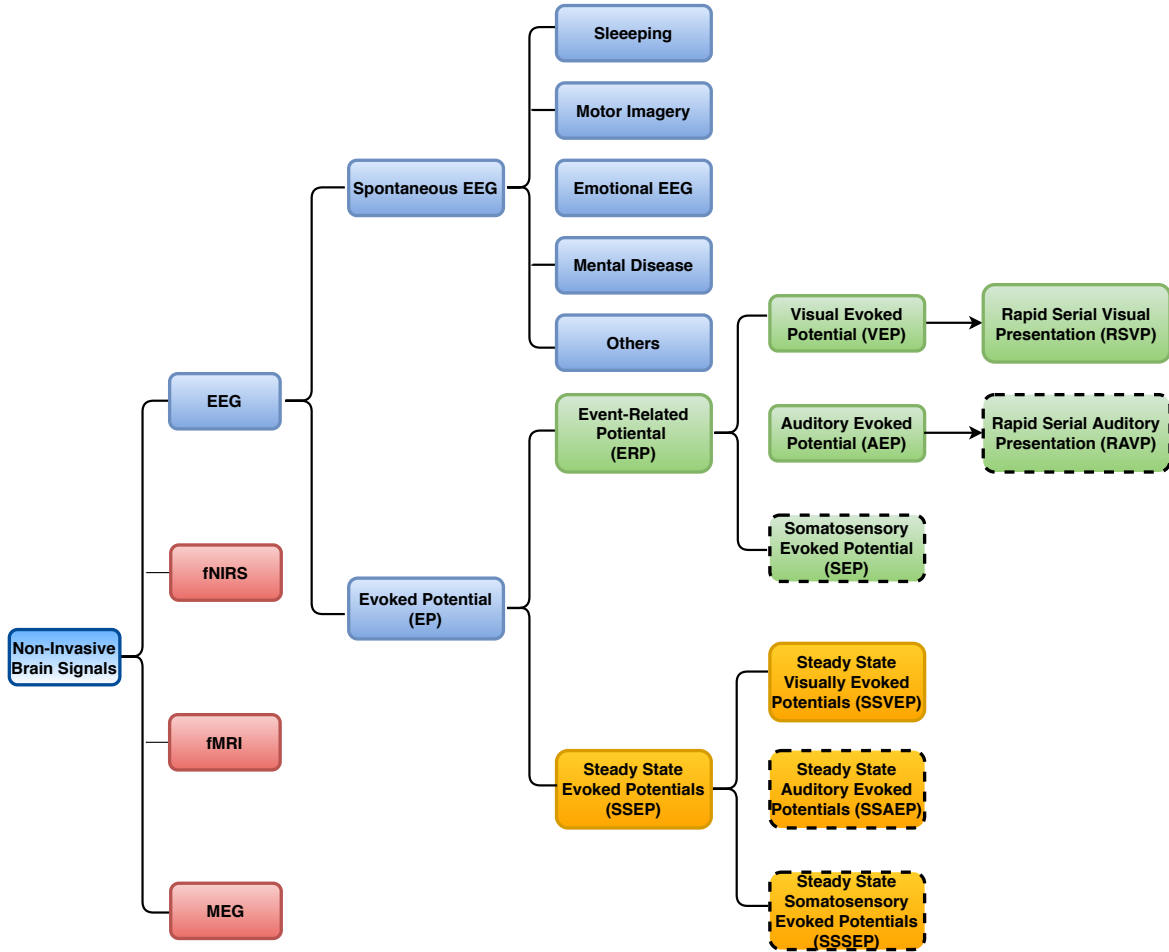 Sleeeping
Motor Imagery
Spontaneous EEG
Emotional EEG
Mental Disease
Others
Visual Evoked
Potential (VEP)
Rapid Serial Visual
Presentation (RSVP)
EEG
Event-Related
Potiental
(ERP)
Auditory Evoked
Potential (AEP)
Rapid Serial Auditory
Presentation (RAVP)
Somatosensory
Evoked Potential
(SEP)
fNIRS
Evoked Potential
(EP)
Non-Invasive
Brain Signals
Steady State
Visually Evoked
Potentials (SSVEP)
fMRI
Steady State
Evoked Potentials
(SSEP)
Steady State
Auditory Evoked
Potentials (SSAEP)
MEG
Steady State
Somatosensory
Evoked Potentials
(SSSEP)